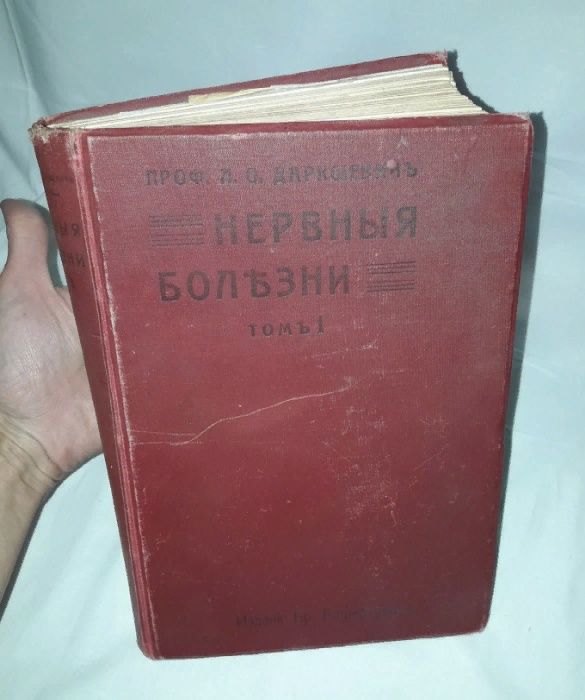 ПРОФ. Л. О. ДАРКШЕВИЧЪ
НЕРВНЫЯ
БОЛѢЗНИ
ТОМЪ I